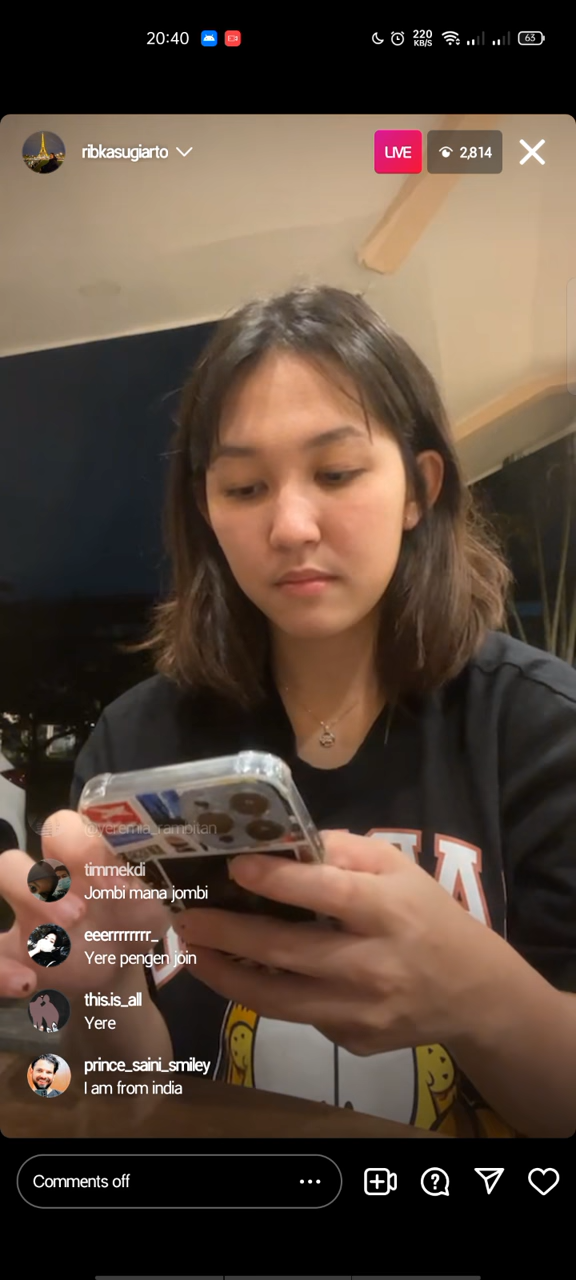 20:40
220
KB/S
63
ribkasugiarto
LIVE
2,814
@yeremia_rambitan
timmekdi
Jombi mana jombi
eeerrrrrrrr_
Yere pengen join
this.is_all
Yere
prince_saini_smiley
I am from india
Comments off